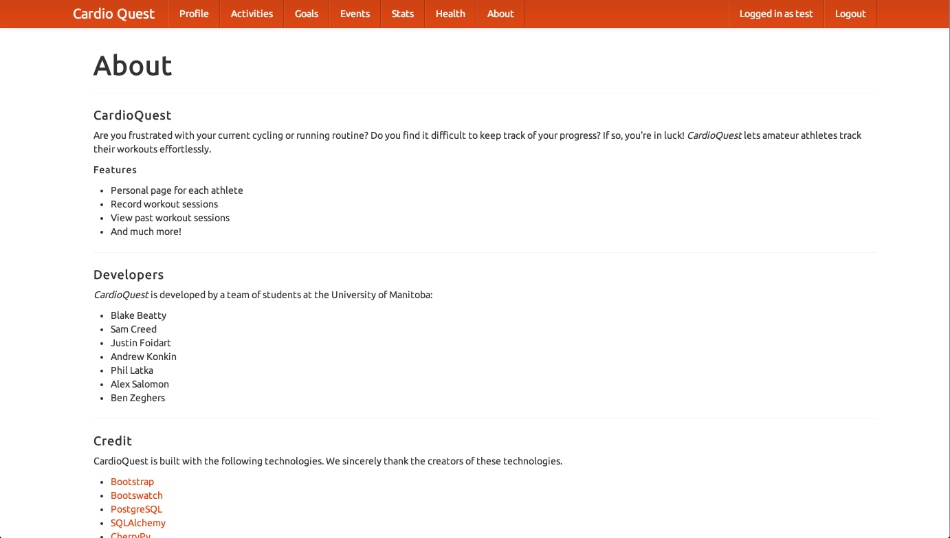 Cardio Quest Profile Activities Goals Events Stats Health About Logged in as test Logout
About
CardioQuest
Are you frustrated with your current cycling or running routine? Do you find it difficult to keep track of your progress? If so, you're in luck! CardioQuest lets amateur athletes track
their workouts effortlessly.
Features
• Personal page for each athlete
• Record workout sessions
• View past workout sessions
• And much more!
Developers
CardioQuest is developed by a team of students at the University of Manitoba:
• Blake Beatty
• Sam Creed
• Justin Foidart
• Andrew Konkin
• Phil Latka
• Alex Salomon
• Ben Zeghers
Credit
CardioQuest is built with the following technologies. We sincerely thank the creators of these technologies.
• Bootstrap
• Bootswatch
• PostgreSQL
• SQLAlchemy
• CherryPy